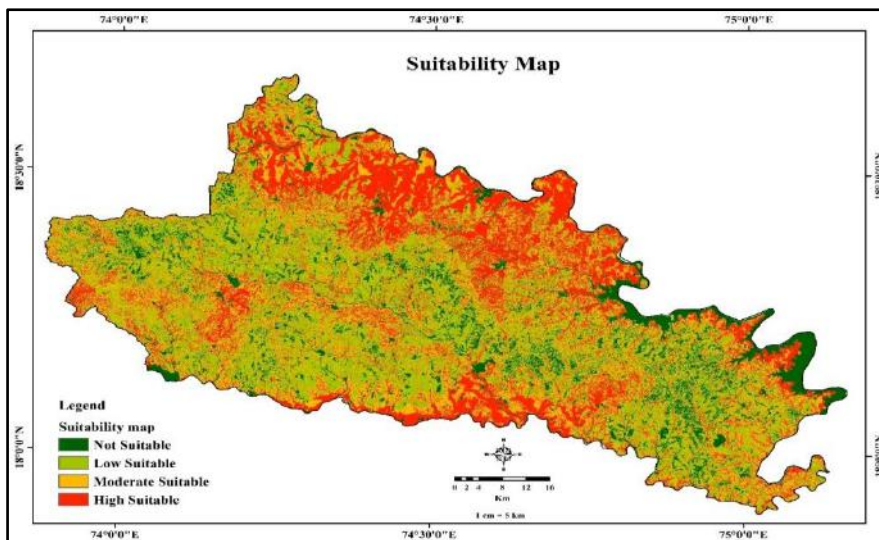 74°0'0"E 74°30'0"E 75°0'0"E
Suitability Map
18°30'0"N
18°0'0"N
Legend
Suitability map
Not Suitable
Low Suitable
Moderate Suitable
High Suitable
0 2 4 8 12 16
Km
1 cm = 5 km
74°0'0"E 74°30'0"E 75°0'0"E